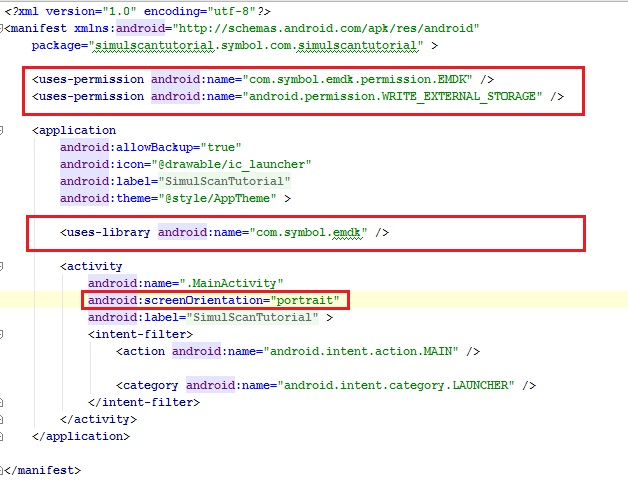 <?xml version="1.0" encoding="utf-8"?>
<manifest xmlns:android="http://schemas.android.com/apk/res/android"
package="simulscantutorial.symbol.com.simulscantutorial" >
<uses-permission android:name="com.symbol.emdk.permission.EMDK" />
<uses-permission android:name="android.permission.WRITE_EXTERNAL_STORAGE" />
<application
android:allowBackup="true"
android:icon="@drawable/ic_launcher"
android:label="SimulScanTutorial"
android:theme="@style/AppTheme" >
<uses-library android:name="com.symbol.emdk" />
<activity
android:name=".MainActivity"
android:screenOrientation="portrait"
android:label="SimulScanTutorial" >
<intent-filter>
<action android:name="android.intent.action.MAIN" />
<category android:name="android.intent.category.LAUNCHER" />
</intent-filter>
</activity>
</application>
</manifest>